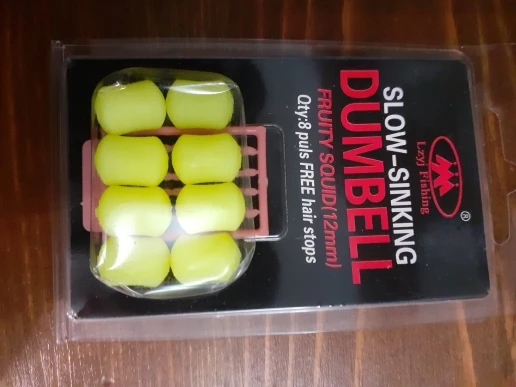 ®
Lzyj Fishing
SLOW-SINKING
DUMBELL
FRUITY SQUID(12mm)
Qty:8 puls FREE hair stops